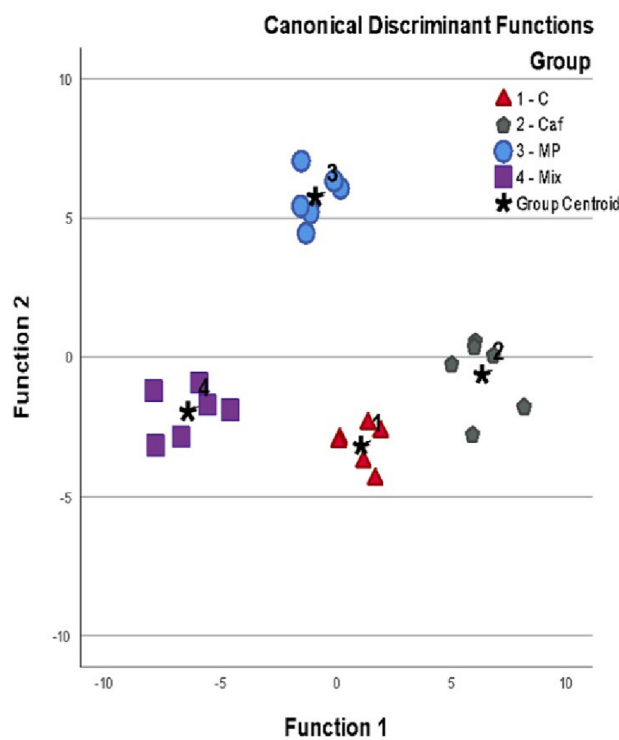 Canonical Discriminant Functions
Group
1 - C
2 - Caf
3 - MP
4 - Mix
Group Centroid
10
5
0
-5
-10
Function 2
3
2
4
1
-10
-5
0
5
10
Function 1